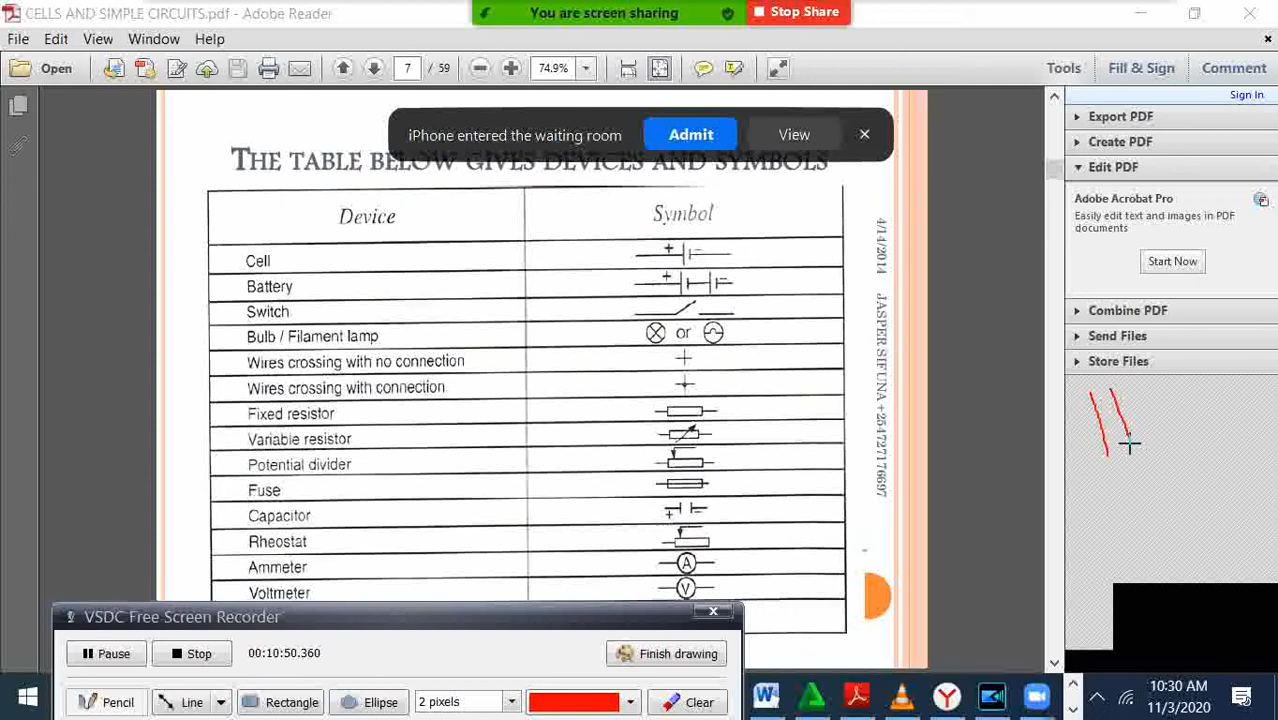 CELLS AND SIMPLE CIRCUITS.pdf - Adobe Reader
You are screen sharing
Stop Share
File Edit View Window Help
Open
7 / 59
74.9%
Tools Fill & Sign Comment
Sign In
iPhone entered the waiting room
Admit
View
THE TABLE BELOW GIVES DEVICES AND SYMBOLS
Device Symbol
Cell +
Battery +
Switch
Bulb / Filament lamp or
Wires crossing with no connection
Wires crossing with connection
Fixed resistor
Variable resistor
Potential divider
Fuse
Capacitor +
Rheostat
Ammeter A
Voltmeter V
4/14/2014 JASPER SIFUNA +254727176697
Export PDF
Create PDF
Edit PDF
Adobe Acrobat Pro
Easily edit text and images in PDF
documents
Start Now
Combine PDF
Send Files
Store Files
VSDC Free Screen Recorder
Pause
Stop
00:10:50.360
Finish drawing
Pencil
Line
Rectangle
Ellipse
2 pixels
Clear
10:30 AM
11/3/2020